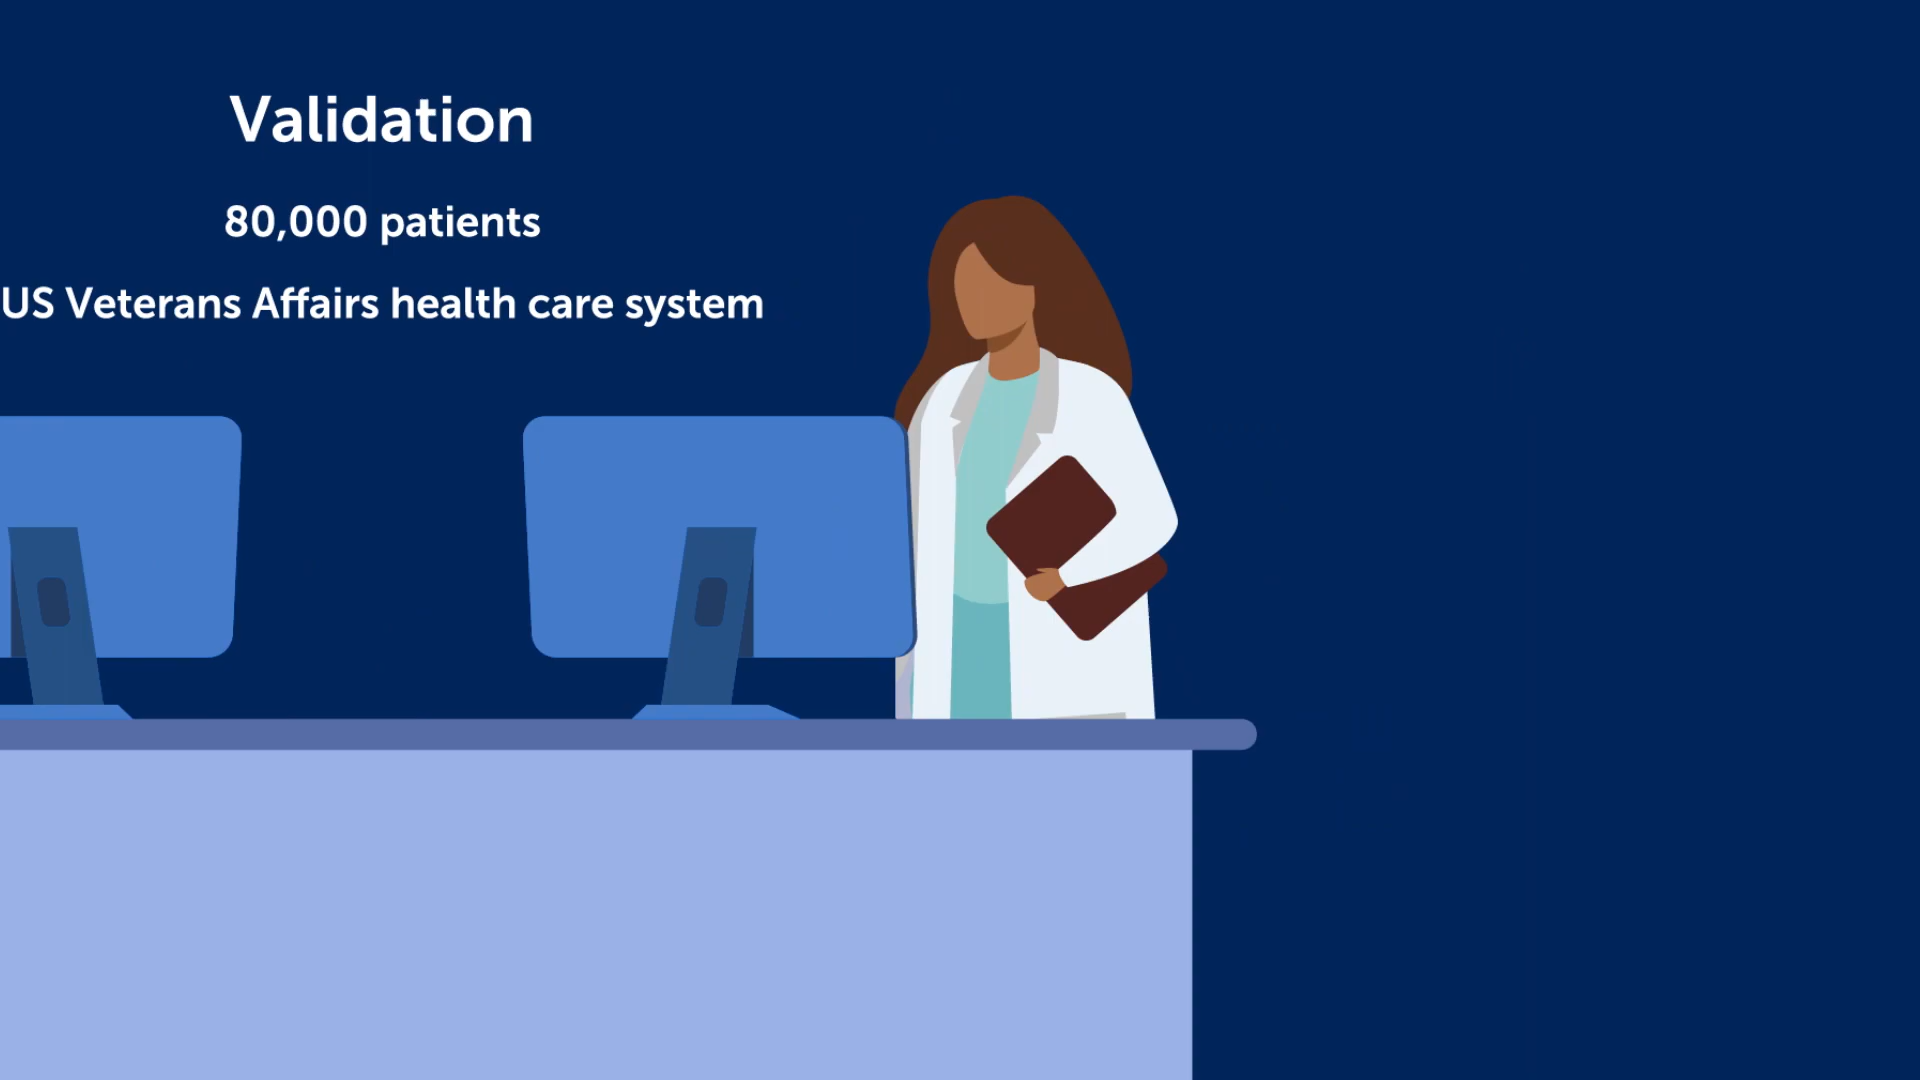 Validation
80,000 patients
US Veterans Affairs health care system